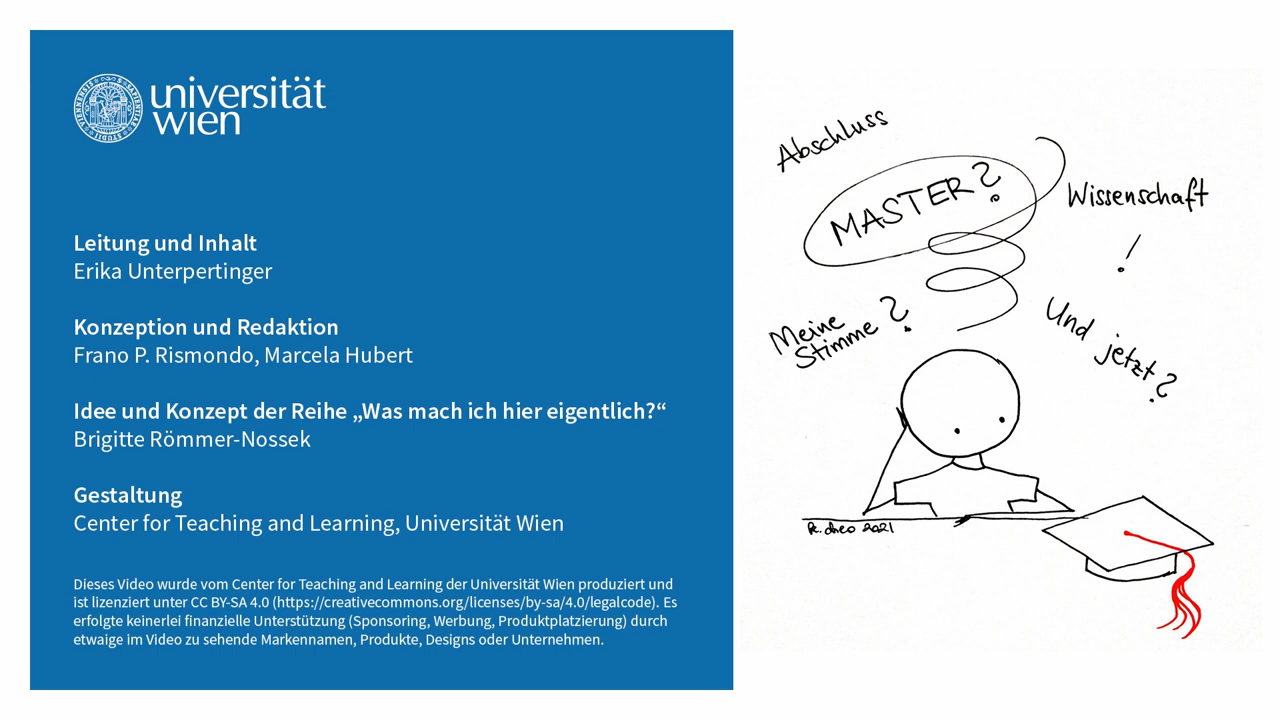 universität
wien
Leitung und Inhalt
Erika Unterpertinger
Konzeption und Redaktion
Frano P. Rismondo, Marcela Hubert
Idee und Konzept der Reihe „Was mach ich hier eigentlich?“
Brigitte Römmer-Nossek
Gestaltung
Center for Teaching and Learning, Universität Wien
Dieses Video wurde vom Center for Teaching and Learning der Universität Wien produziert und
ist lizenziert unter CC BY-SA 4.0 (https://creativecommons.org/licenses/by-sa/4.0/legalcode). Es
erfolgte keinerlei finanzielle Unterstützung (Sponsoring, Werbung, Produktplatzierung) durch
etwaige im Video zu sehende Markennamen, Produkte, Designs oder Unternehmen.
Abschluss
MASTER?
Wissenschaft
!
Meine
Stimme?
Und jetzt?
2021